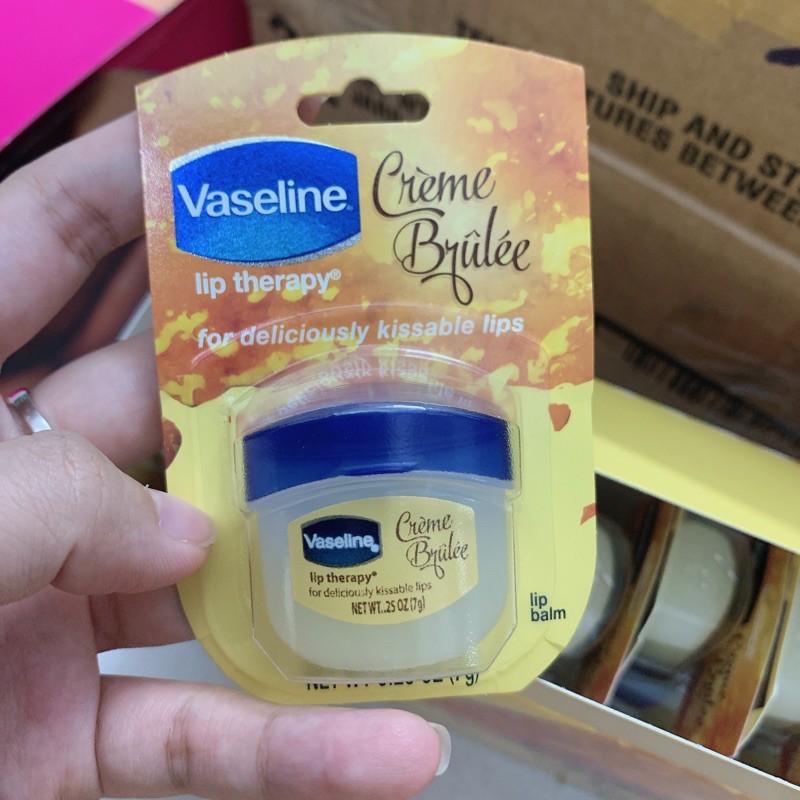 SHIP AND ST
TURES BETWEE
Vaseline®
Crème
Brûlée
lip therapy®
for deliciously kissable lips
Vaseline®
Crème
Brûlée
lip therapy®
for deliciously kissable lips
NET WT. .25 OZ (7g)
lip
balm